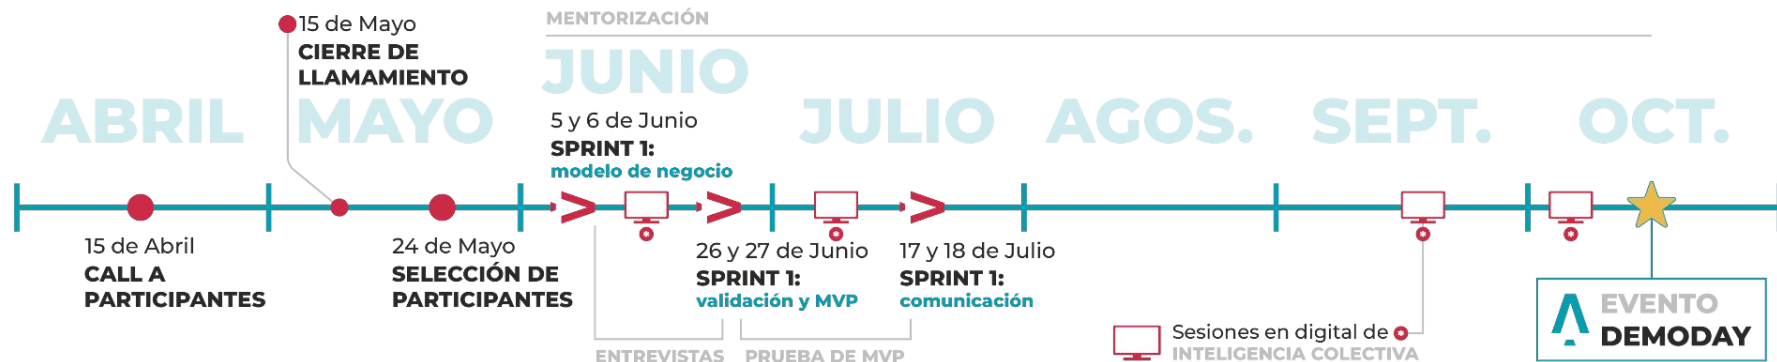 MENTORIZACIÓN
15 de Mayo
CIERRE DE
LLAMAMIENTO
ABRIL
MAYO
JUNIO
JULIO
AGOS.
SEPT.
OCT.
5 y 6 de Junio
SPRINT 1:
modelo de negocio
15 de Abril
CALL A
PARTICIPANTES
24 de Mayo
SELECCIÓN DE
PARTICIPANTES
26 y 27 de Junio
SPRINT 1:
validación y MVP
17 y 18 de Julio
SPRINT 1:
comunicación
ENTREVISTAS
PRUEBA DE MVP
Sesiones en digital de
INTELIGENCIA COLECTIVA
EVENTO
DEMODAY